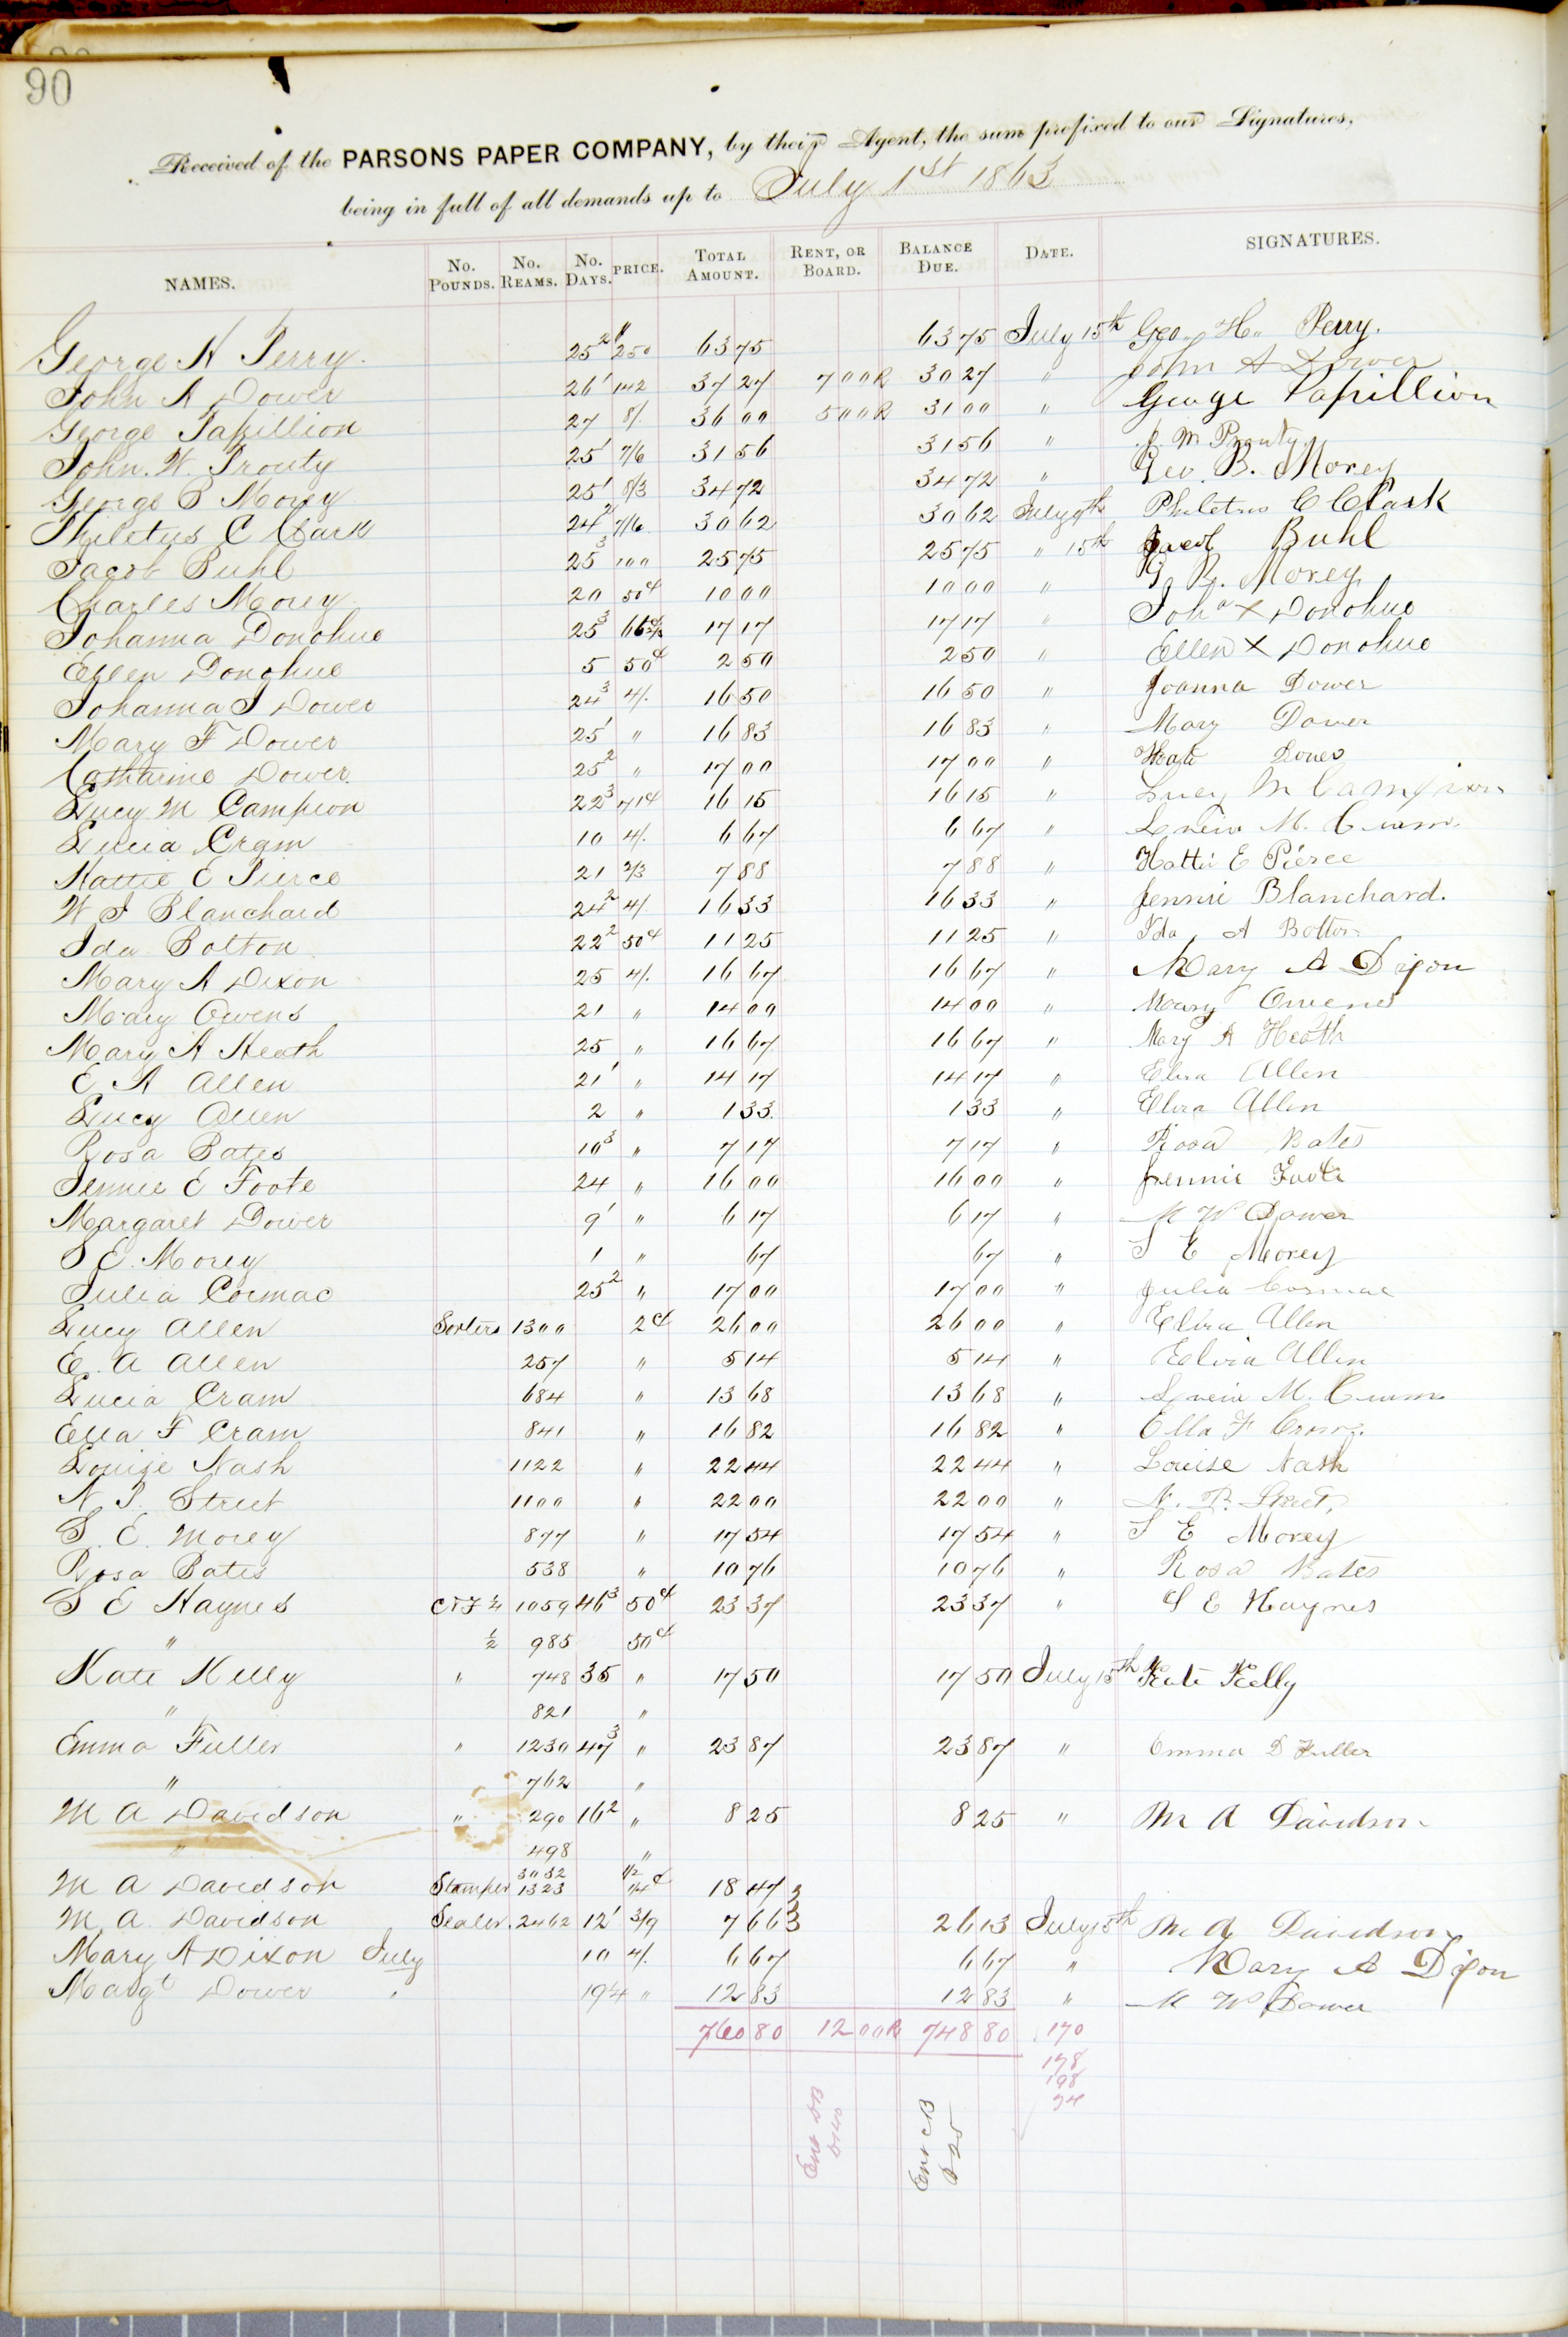 90
Received of the PARSONS PAPER COMPANY, by their Agent, the sum prefixed to our Signatures,
being in full of all demands up to July 1st 1863
NAMES. No. Pounds. No. Reams. No. Days. PRICE. Total Amount. Rent, or Board. Balance Due. Date. SIGNATURES.
George H Perry 25 2 250 63 75 63 75 July 15th Geo. H. Perry.
John A Dower 26 1 142 37 27 7 00 R 30 27 " John A Dower
George Papillion 27 8/. 36 00 5 00 R 31 00 " George Papillion
John. W. Prouty 25 1 7/6 31 56 31 56 " J. W Prouty
George B Morey 25 1 8/3 34 72 34 72 " Geo. B. Morey
Philetus C Clark 24 2 7/6 30 62 30 62 July 9th Philetus C Clark
Jacob Buhl 25 3 100 25 75 25 75 " 15th Jacob Buhl
Charles Morey 20 50c 10 00 10 00 " G. B. Morey
Johanna Donohue 25 3 66 2/3 17 17 17 17 " Joha X Donohue
Ellen Donohue 5 50c 2 50 2 50 " Ellen X Donohue
Johanna J Dower 24 3 4/. 16 50 16 50 " Joanna Dower
Mary F Dower 25 1 " 16 83 16 83 " Mary Dower
Catharine Dower 25 2 " 17 00 17 00 " Kate Dower
Lucy M Campion 22 3 71c 16 15 16 15 " Lucy M Campion
Lucia Cram 10 4/. 6 67 6 67 " Lucia M. Cram.
Hattie E Pierce 21 2/3 7 88 7 88 " Hattie E Pierce
W J Blanchard 24 2 4/. 16 33 16 33 " Jennie Blanchard.
Ida Bolton 22 2 50c 11 25 11 25 " Ida A Bolton
Mary A Dixon 25 4/. 16 67 16 67 " Mary A Dixon
Mary Owens 21 " 14 00 14 00 " Mary Owens
Mary A Heath 25 " 16 67 16 67 " Mary A Heath
E A Allen 21 1 " 14 17 14 17 " Elvira Allen
Lucy Allen 2 " 1 33 1 33 " Elvira Allen
Rosa Bates 10 3 " 7 17 7 17 " Rosa Bates
Jennie E Foote 24 " 16 00 16 00 " Jennie Foote
Margaret Dower 9 1 " 6 17 6 17 " M W Dower
S E. Morey 1 " 67 67 " S E Morey
Julia Cormac 25 2 " 17 00 17 00 " Julia Cormac
Lucy Allen Sorters 1300 2c 26 00 26 00 " Elvira Allen
E. A Allen 257 " 5 14 5 14 " Elvira Allen
Lucia Cram 684 " 13 68 13 68 " Lucia M. Cram
Ella F Cram 841 " 16 82 16 82 " Ella F Cram.
Louise Nash 1122 " 22 44 22 44 " Louise Nash
N. P. Street 1100 " 22 00 22 00 " N. P. Street,
S. E. Morey 877 " 17 54 17 54 " S E Morey
Rosa Bates 538 " 10 76 10 76 " Rosa Bates
S E Haynes C & F 1/4 1059 46 3 50c 23 37 23 37 " S E Haynes
" 1/2 985 50c
Kate Kelly " 748 35 " 17 50 17 50 July 15th Kate Kelly
" 821 "
Emma Fuller " 1230 47 3 " 23 87 23 87 " Emma D Fuller
" 762 "
M A Davidson " 290 16 2 " 8 25 8 25 " M A Davidson
" 498 "
3032 1/2
M A Davidson Stamper 1323 1/4c 18 47
M. A. Davidson Sealer. 2462 12 1 3/9 7 66 26 13 July 15th M. A Davidson
Mary A Dixon July 10 4/. 6 67 6 67 " Mary A Dixon
Margt Dower " 19 1/4 " 12 83 12 83 " M W Dower
760 80 12 00 R 748 80 170
178
198
Ent CB